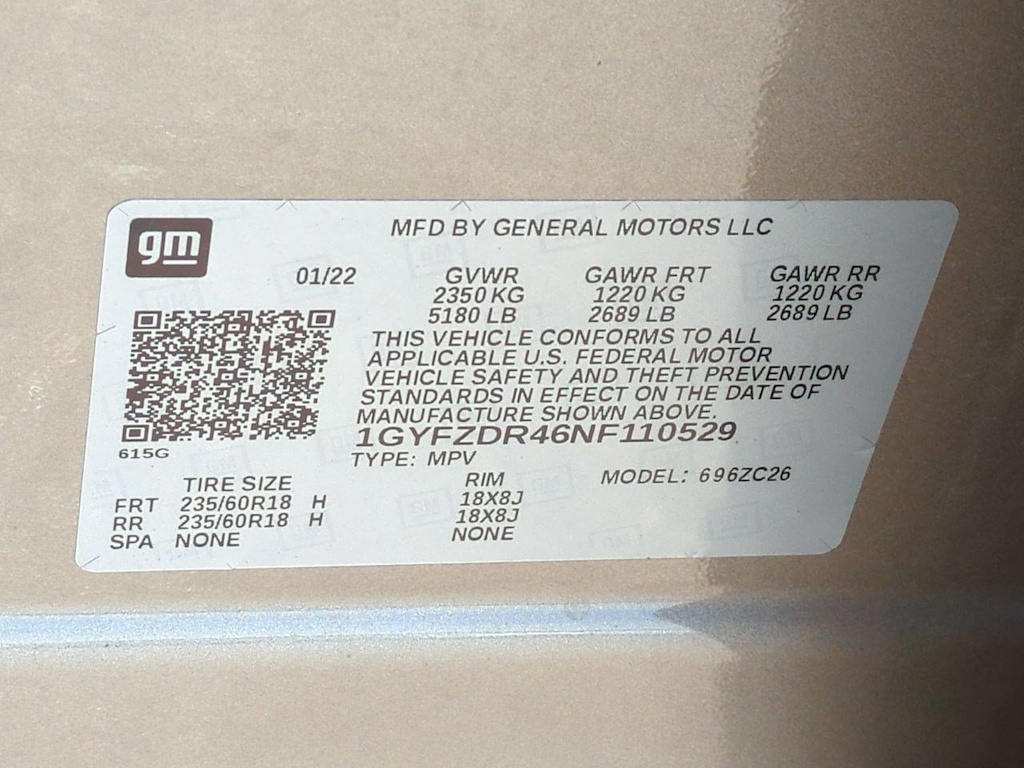 gm
MFD BY GENERAL MOTORS LLC
01/22 GVWR GAWR FRT GAWR RR
2350 KG 1220 KG 1220 KG
5180 LB 2689 LB 2689 LB
THIS VEHICLE CONFORMS TO ALL
APPLICABLE U.S. FEDERAL MOTOR
VEHICLE SAFETY AND THEFT PREVENTION
STANDARDS IN EFFECT ON THE DATE OF
MANUFACTURE SHOWN ABOVE.
1GYFZDR46NF110529
615G
TYPE: MPV
TIRE SIZE RIM MODEL: 696ZC26
FRT 235/60R18 H 18X8J
RR 235/60R18 H 18X8J
SPA NONE NONE